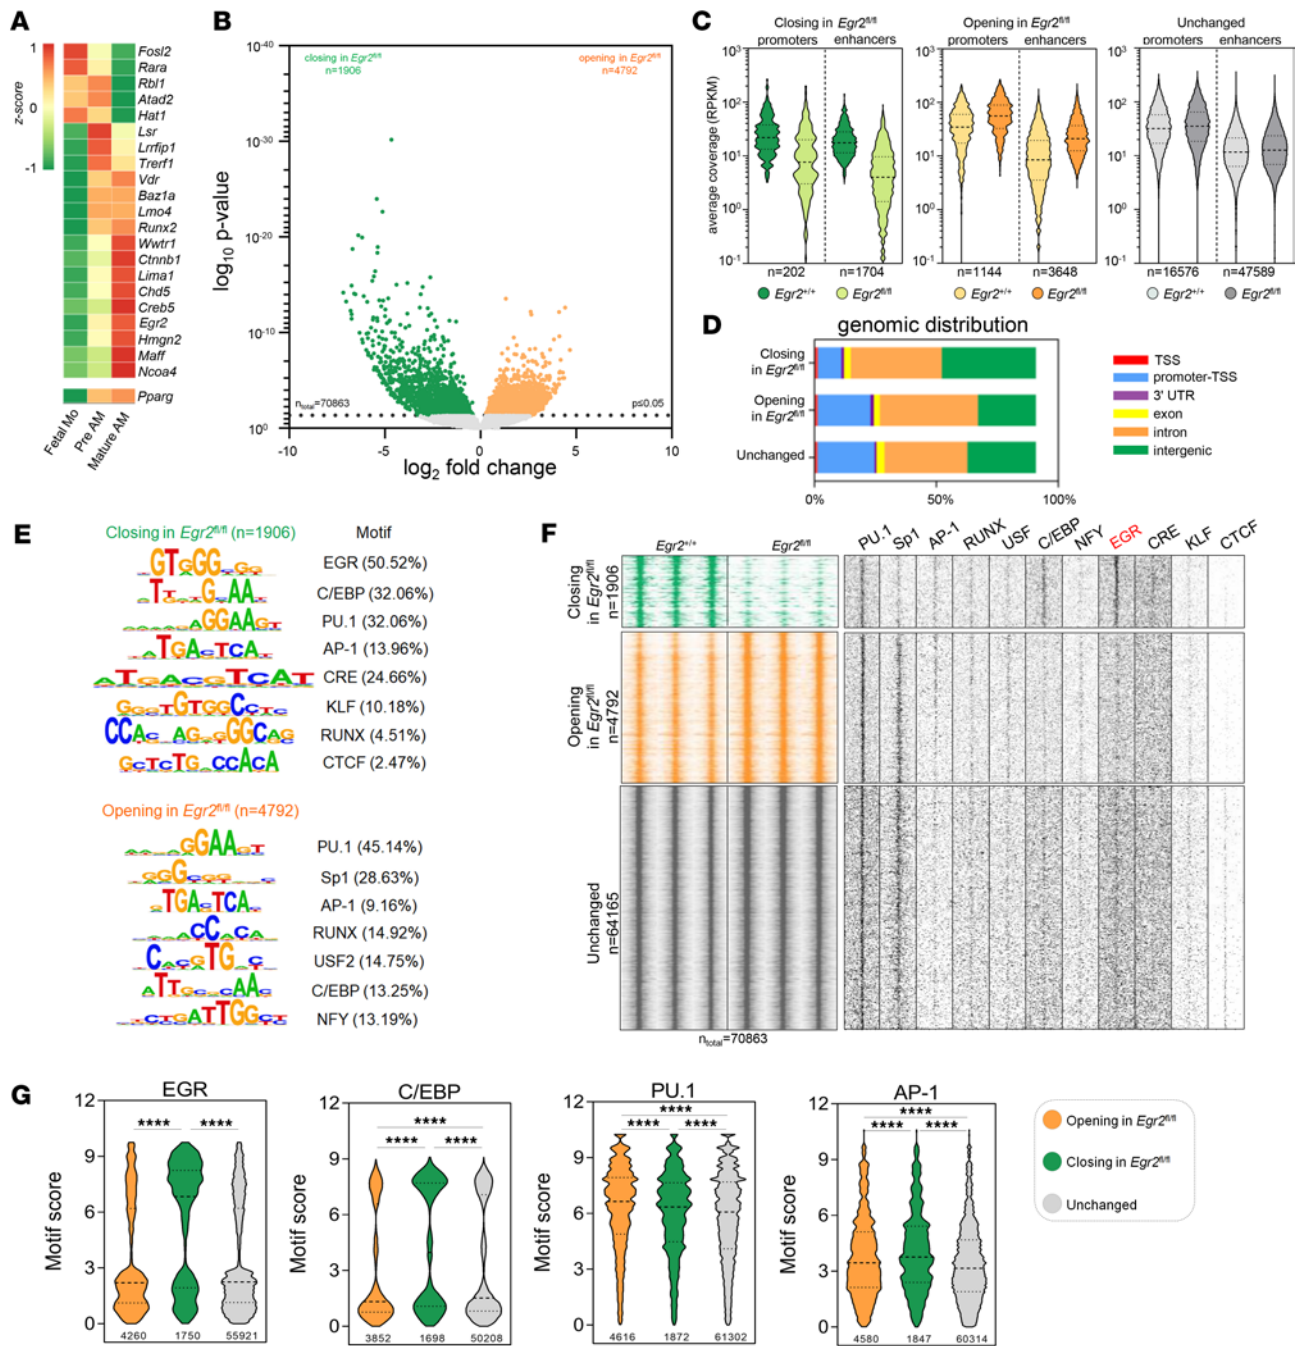 A
z-score
1
0
-1
Fosl2
Rara
Rbl1
Atad2
Hat1
Lsr
Lrrfip1
Trerf1
Vdr
Baz1a
Lmo4
Runx2
Wwtr1
Ctnnb1
Lima1
Chd5
Creb5
Egr2
Hmgn2
Maff
Ncoa4
Pparg
Fetal Mo
Pre AM
Mature AM
B
closing in Egr2fl/fl
n=1906
opening in Egr2fl/fl
n=4792
log10 p-value
10-40
10-30
10-20
10-10
100
ntotal=70863
p≤0.05
-10
-5
0
5
10
log2 fold change
C
Closing in Egr2fl/fl
promoters enhancers
Opening in Egr2fl/fl
promoters enhancers
Unchanged
promoters enhancers
average coverage (RPKM)
103
102
101
100
10-1
103
102
101
100
10-1
103
102
101
100
10-1
n=202 n=1704
n=1144 n=3648
n=16576 n=47589
Egr2+/+ Egr2fl/fl
Egr2+/+ Egr2fl/fl
Egr2+/+ Egr2fl/fl
D
genomic distribution
Closing
in Egr2fl/fl
Opening
in Egr2fl/fl
Unchanged
0% 50% 100%
TSS
promoter-TSS
3' UTR
exon
intron
intergenic
E
Closing in Egr2fl/fl (n=1906) Motif
EGR (50.52%)
C/EBP (32.06%)
PU.1 (32.06%)
AP-1 (13.96%)
CRE (24.66%)
KLF (10.18%)
RUNX (4.51%)
CTCF (2.47%)
Opening in Egr2fl/fl (n=4792)
PU.1 (45.14%)
Sp1 (28.63%)
AP-1 (9.16%)
RUNX (14.92%)
USF2 (14.75%)
C/EBP (13.25%)
NFY (13.19%)
F
Egr2+/+ Egr2fl/fl
PU.1 Sp1 AP-1 RUNX USF C/EBP NFY EGR CRE KLF CTCF
Closing
in Egr2fl/fl
n=1906
Opening
in Egr2fl/fl
n=4792
Unchanged
n=64165
ntotal=70863
G
EGR
Motif score
12
9
6
3
0
**** ****
4260 1750 55921
C/EBP
Motif score
12
9
6
3
0
****
**** ****
3852 1698 50208
PU.1
Motif score
12
9
6
3
0
****
**** ****
4616 1872 61302
AP-1
Motif score
12
9
6
3
0
****
**** ****
4580 1847 60314
Opening in Egr2fl/fl
Closing in Egr2fl/fl
Unchanged